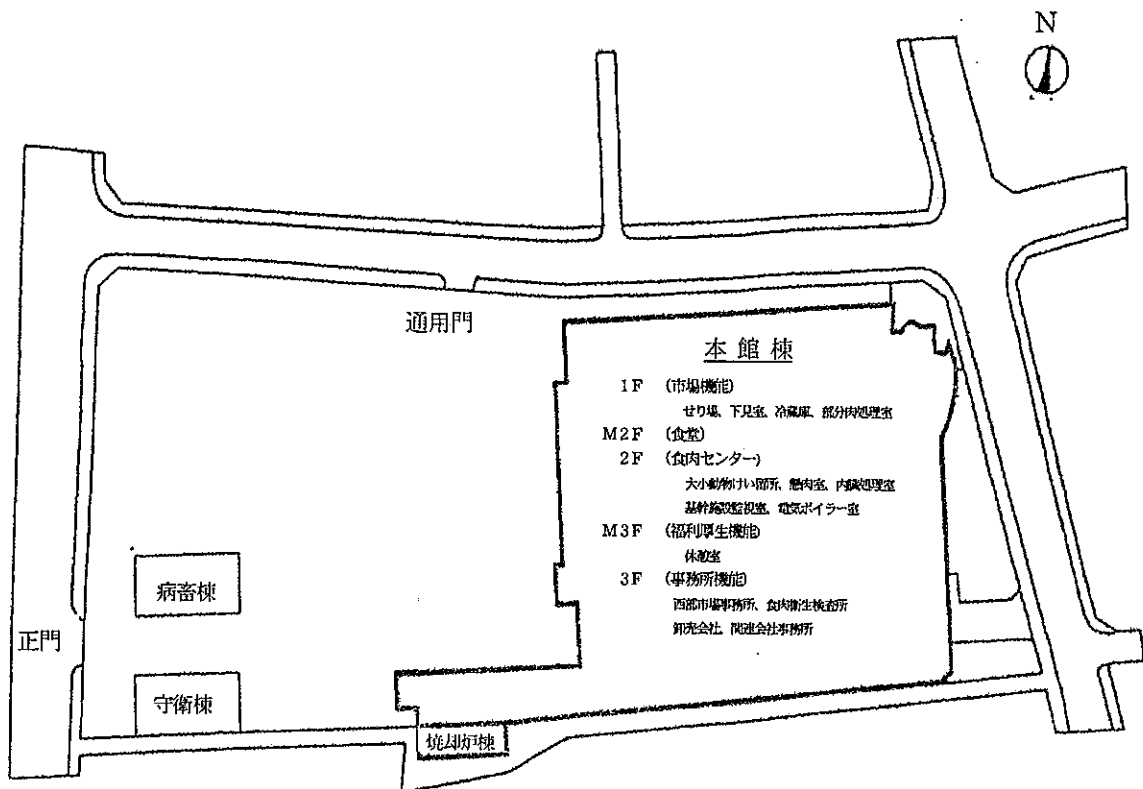 N
通用門
本館棟
1F (市場機能)
せり場、下見室、冷蔵庫、部分肉処理室
M2F (食堂)
2F (食肉センター)
大小動物けい留所、懸肉室、内臓処理室
基幹施設監視室、電気ボイラー室
M3F (福利厚生機能)
休憩室
3F (事務所機能)
西部市場事務所、食肉衛生検査所
卸売会社、関連会社事務所
病畜棟
正門
守衛棟
焼却炉棟